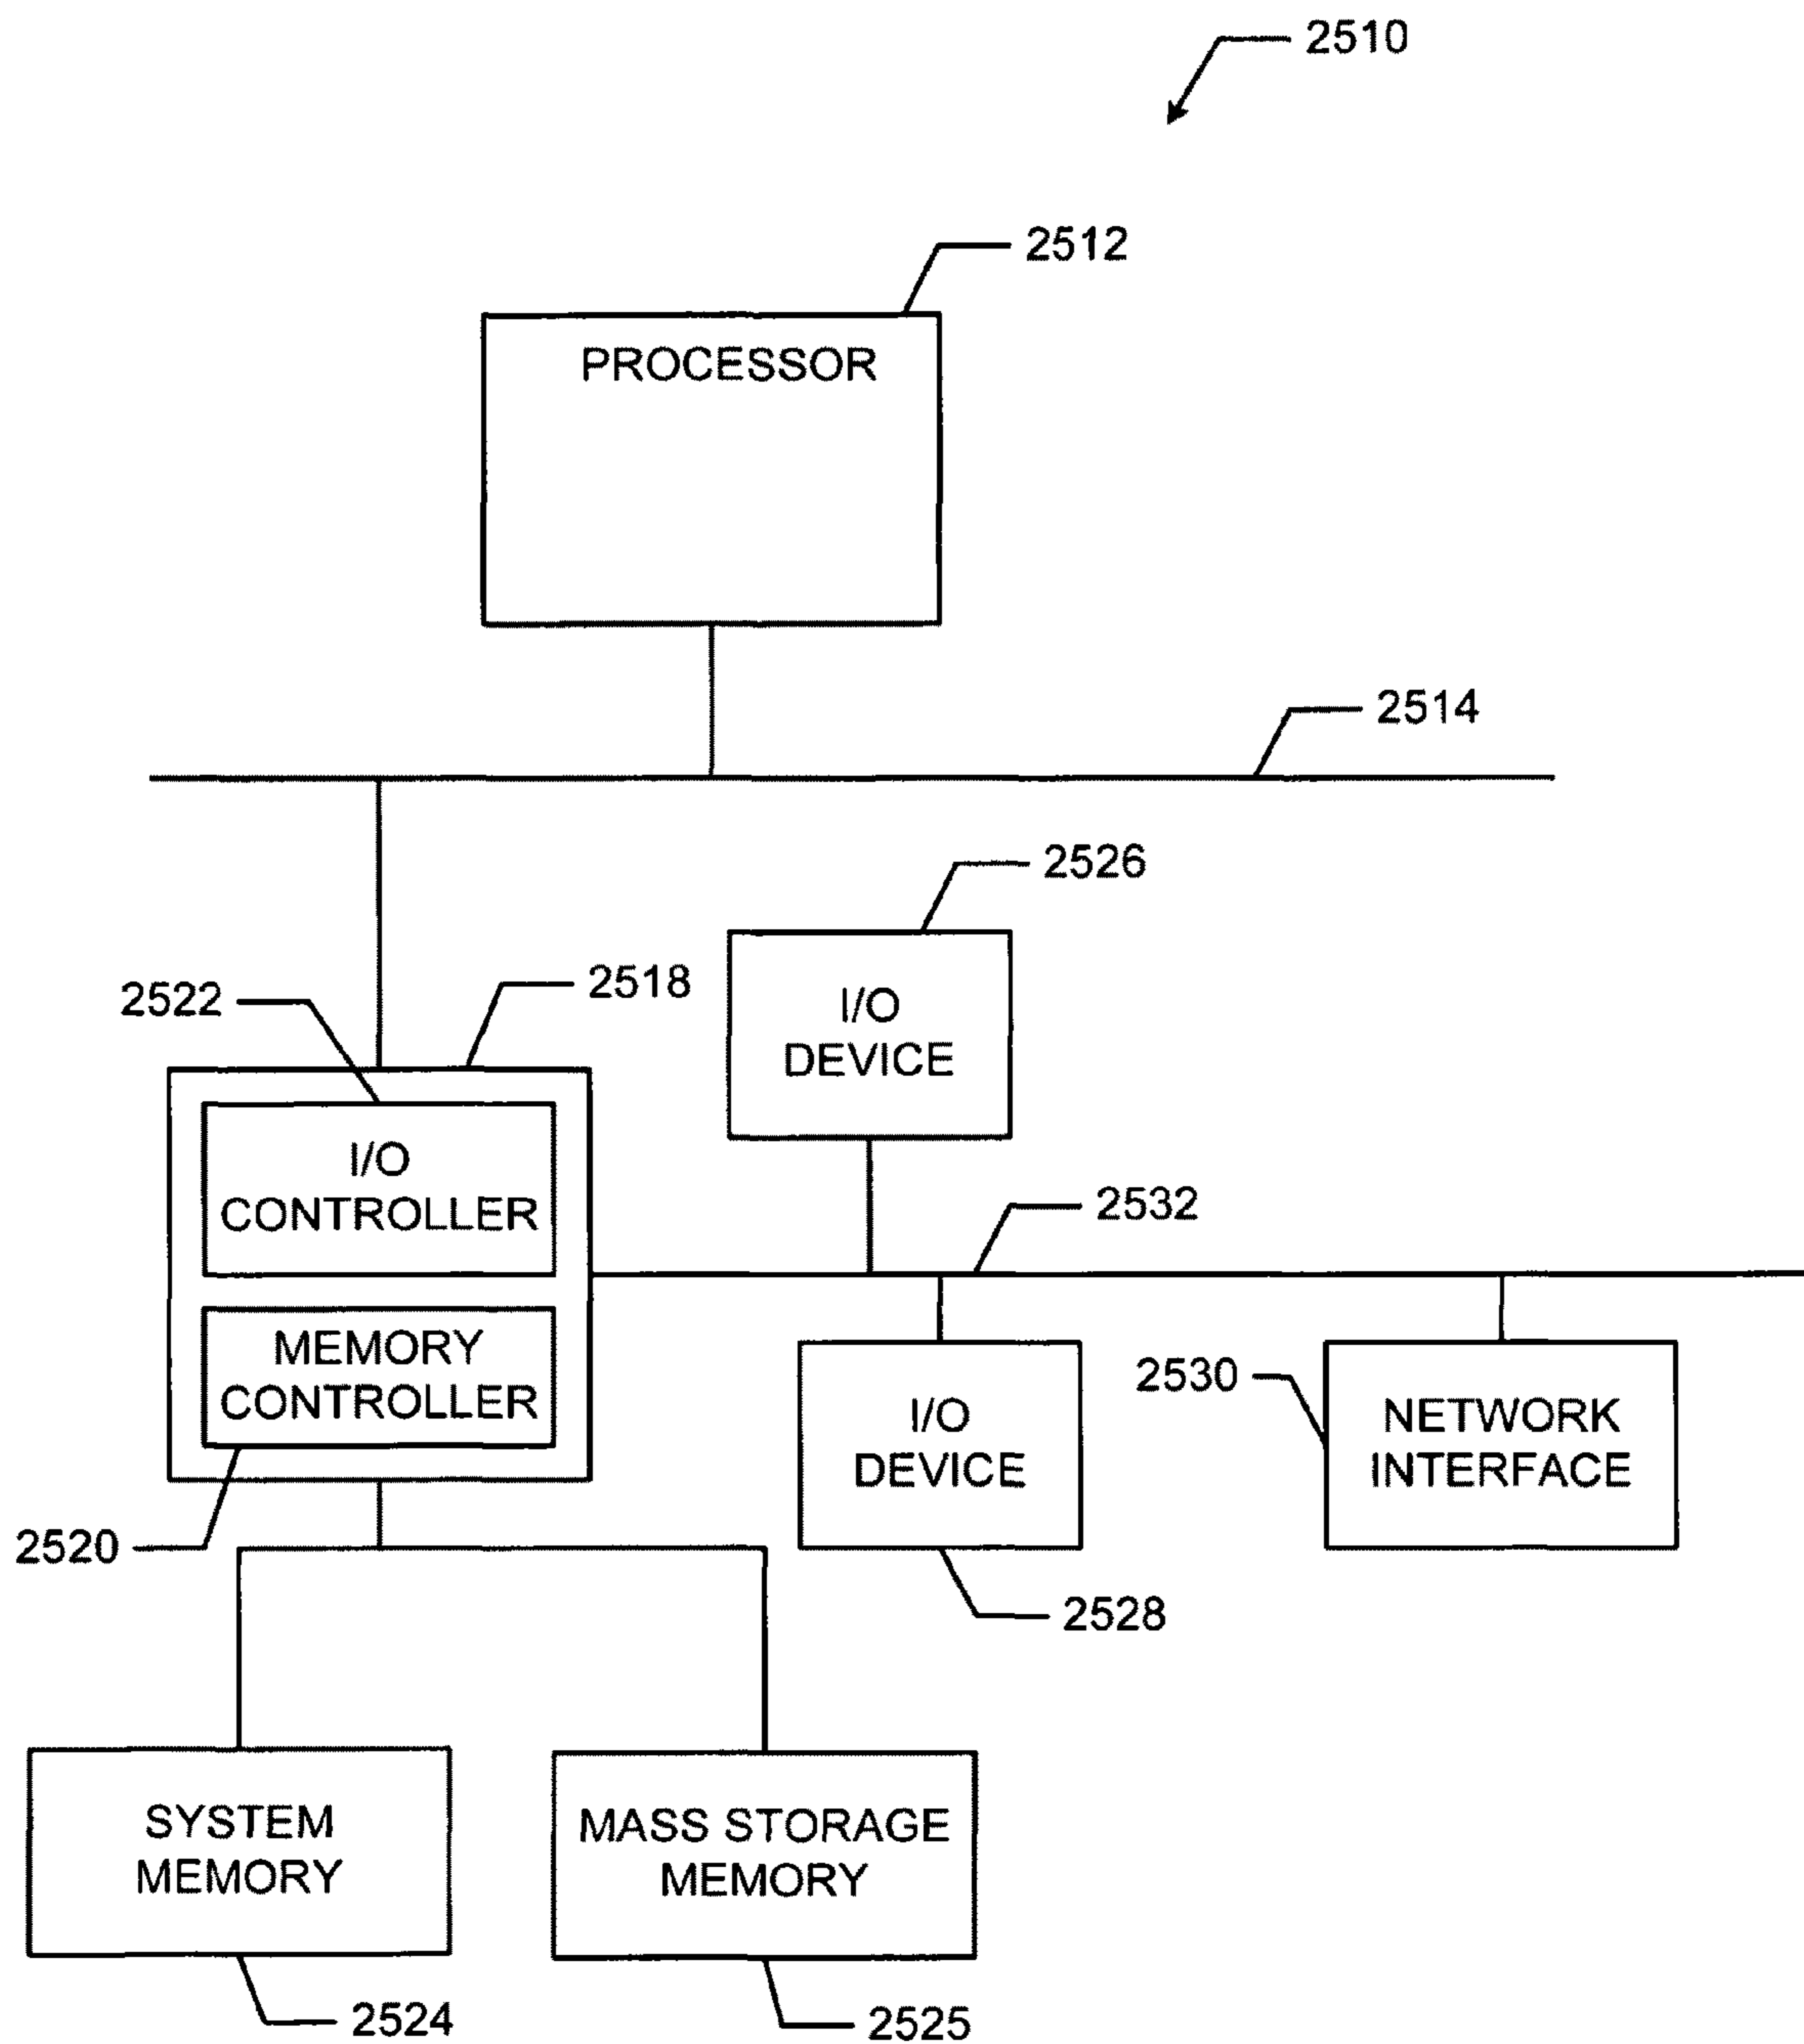 2510
2512
PROCESSOR
2514
2526
2522
2518
I/O
DEVICE
I/O
CONTROLLER
2532
MEMORY
CONTROLLER
2530
I/O
DEVICE
NETWORK
INTERFACE
2520
2528
SYSTEM
MEMORY
MASS STORAGE
MEMORY
2524
2525